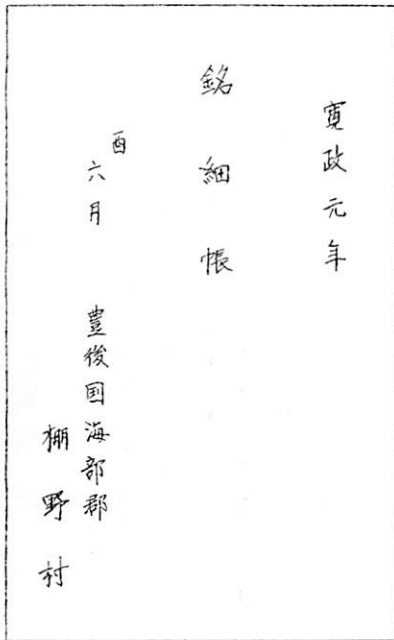 寛政元年
銘細帳
酉
六月
豊後国海部郡
棚野村